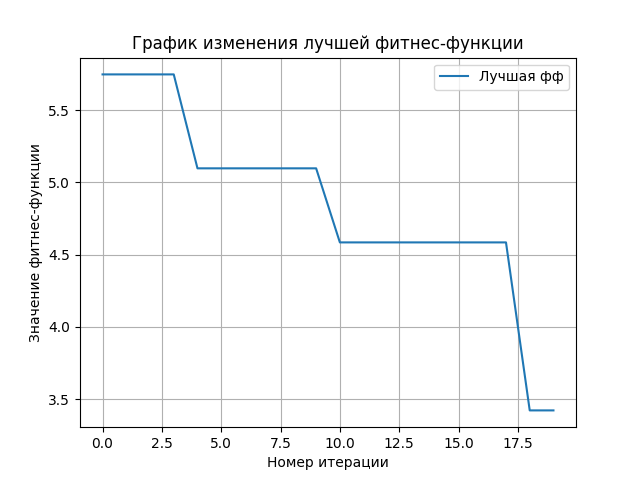 График изменения лучшей фитнес-функции
Лучшая фф
5.5
5.0
4.5
4.0
3.5
Значение фитнес-функции
0.0 2.5 5.0 7.5 10.0 12.5 15.0 17.5
Номер итерации